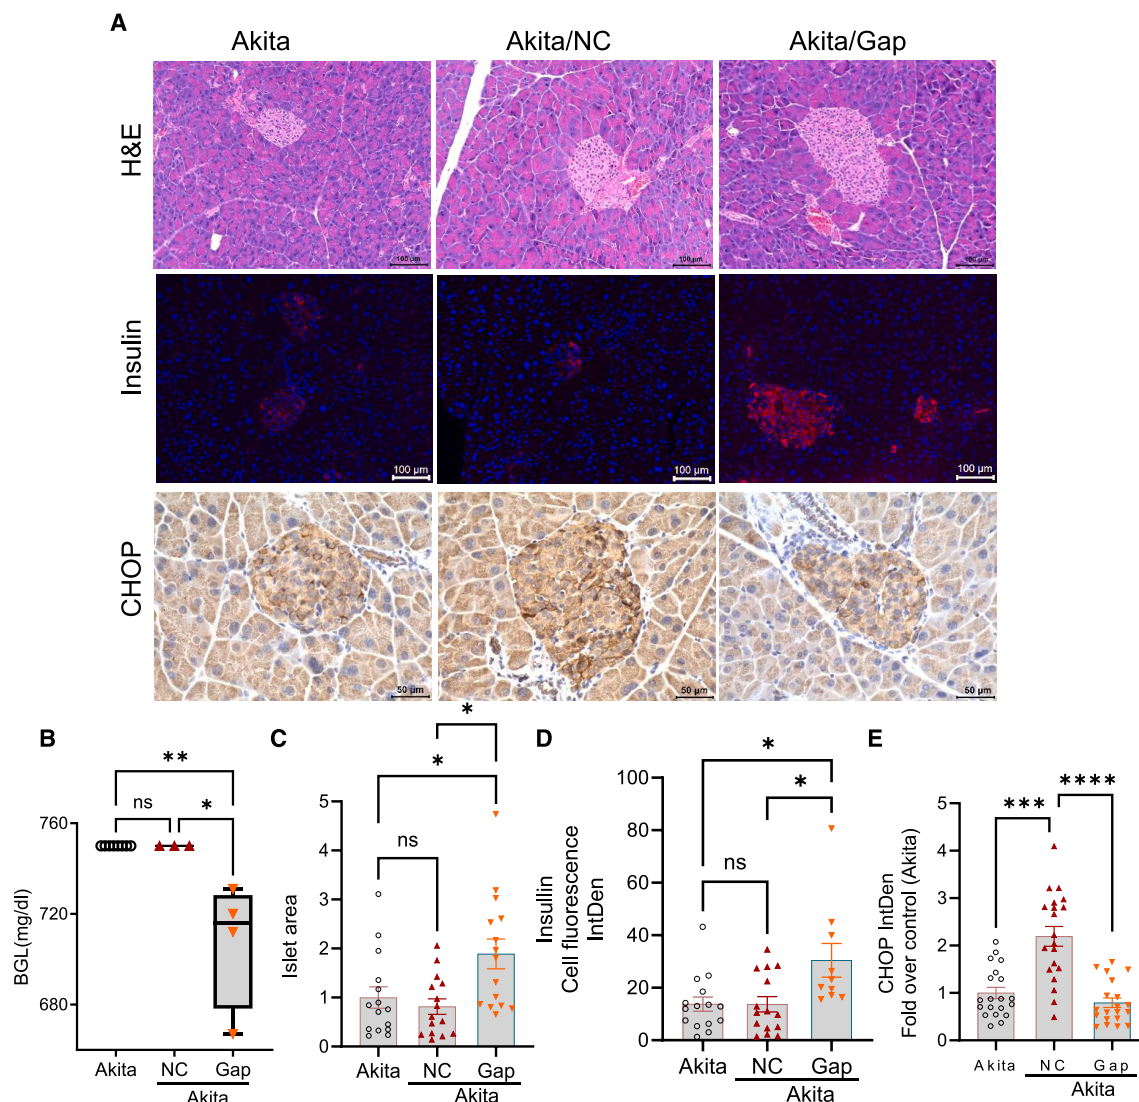 A
Akita
Akita/NC
Akita/Gap
H&E
100 µm
100 µm
100 µm
Insulin
100 µm
100 µm
100 µm
CHOP
50 µm
50 µm
50 µm
B
**
ns
*
760
720
680
BGL(mg/dl)
Akita
NC
Gap
Akita
C
*
*
ns
5
4
3
2
1
0
Islet area
Akita
NC
Gap
Akita
D
*
*
ns
100
80
60
40
20
0
Insullin
Cell fluorescence
IntDen
Akita
NC
Gap
Akita
E
****
***
5
4
3
2
1
0
CHOP IntDen
Fold over control (Akita)
Akita
NC
Gap
Akita